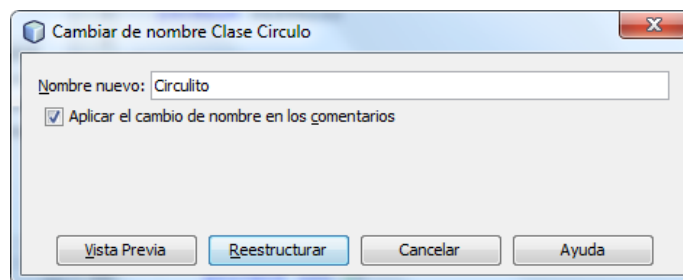 Cambiar de nombre Clase Circulo
Nombre nuevo: Circulito
Aplicar el cambio de nombre en los comentarios
Vista Previa Reestructurar Cancelar Ayuda